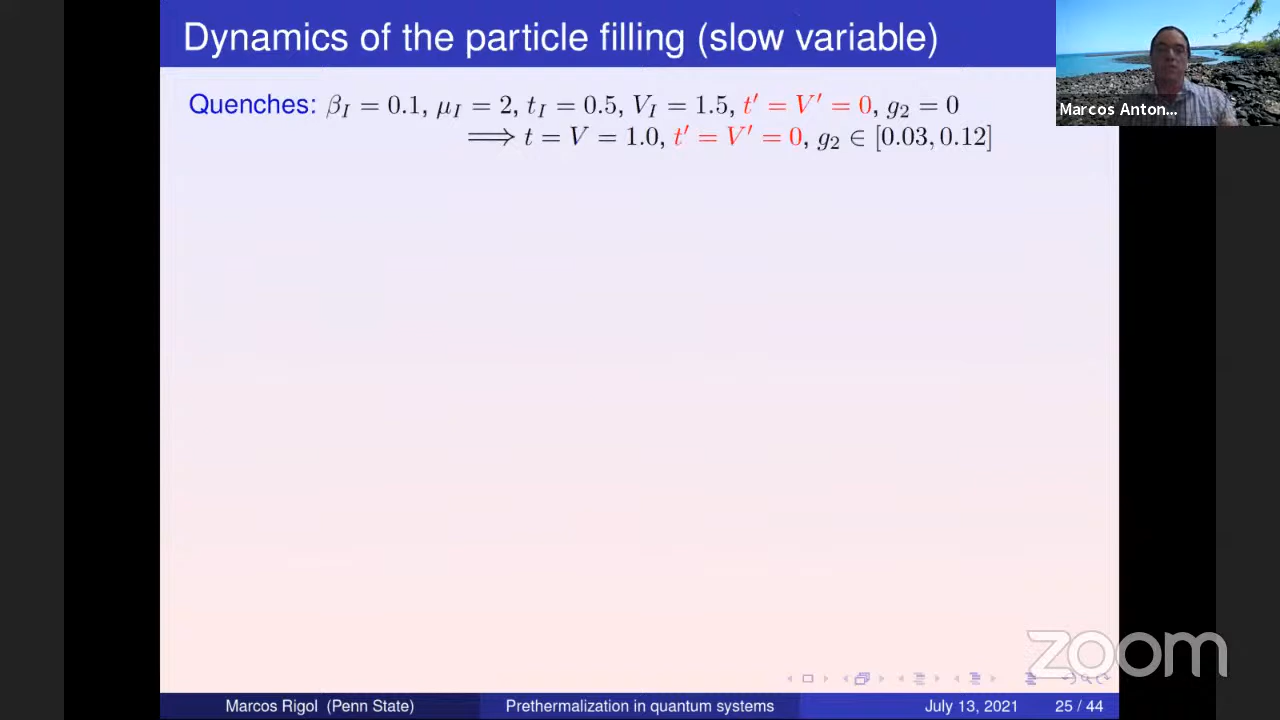 Dynamics of the particle filling (slow variable)
Quenches: β_I = 0.1, μ_I = 2, t_I = 0.5, V_I = 1.5, t′ = V′ = 0, g₂ = 0
⟹ t = V = 1.0, t′ = V′ = 0, g₂ ∈ [0.03, 0.12]
Marcos Anton...
zoom
Marcos Rigol (Penn State) Prethermalization in quantum systems July 13, 2021 25 / 44